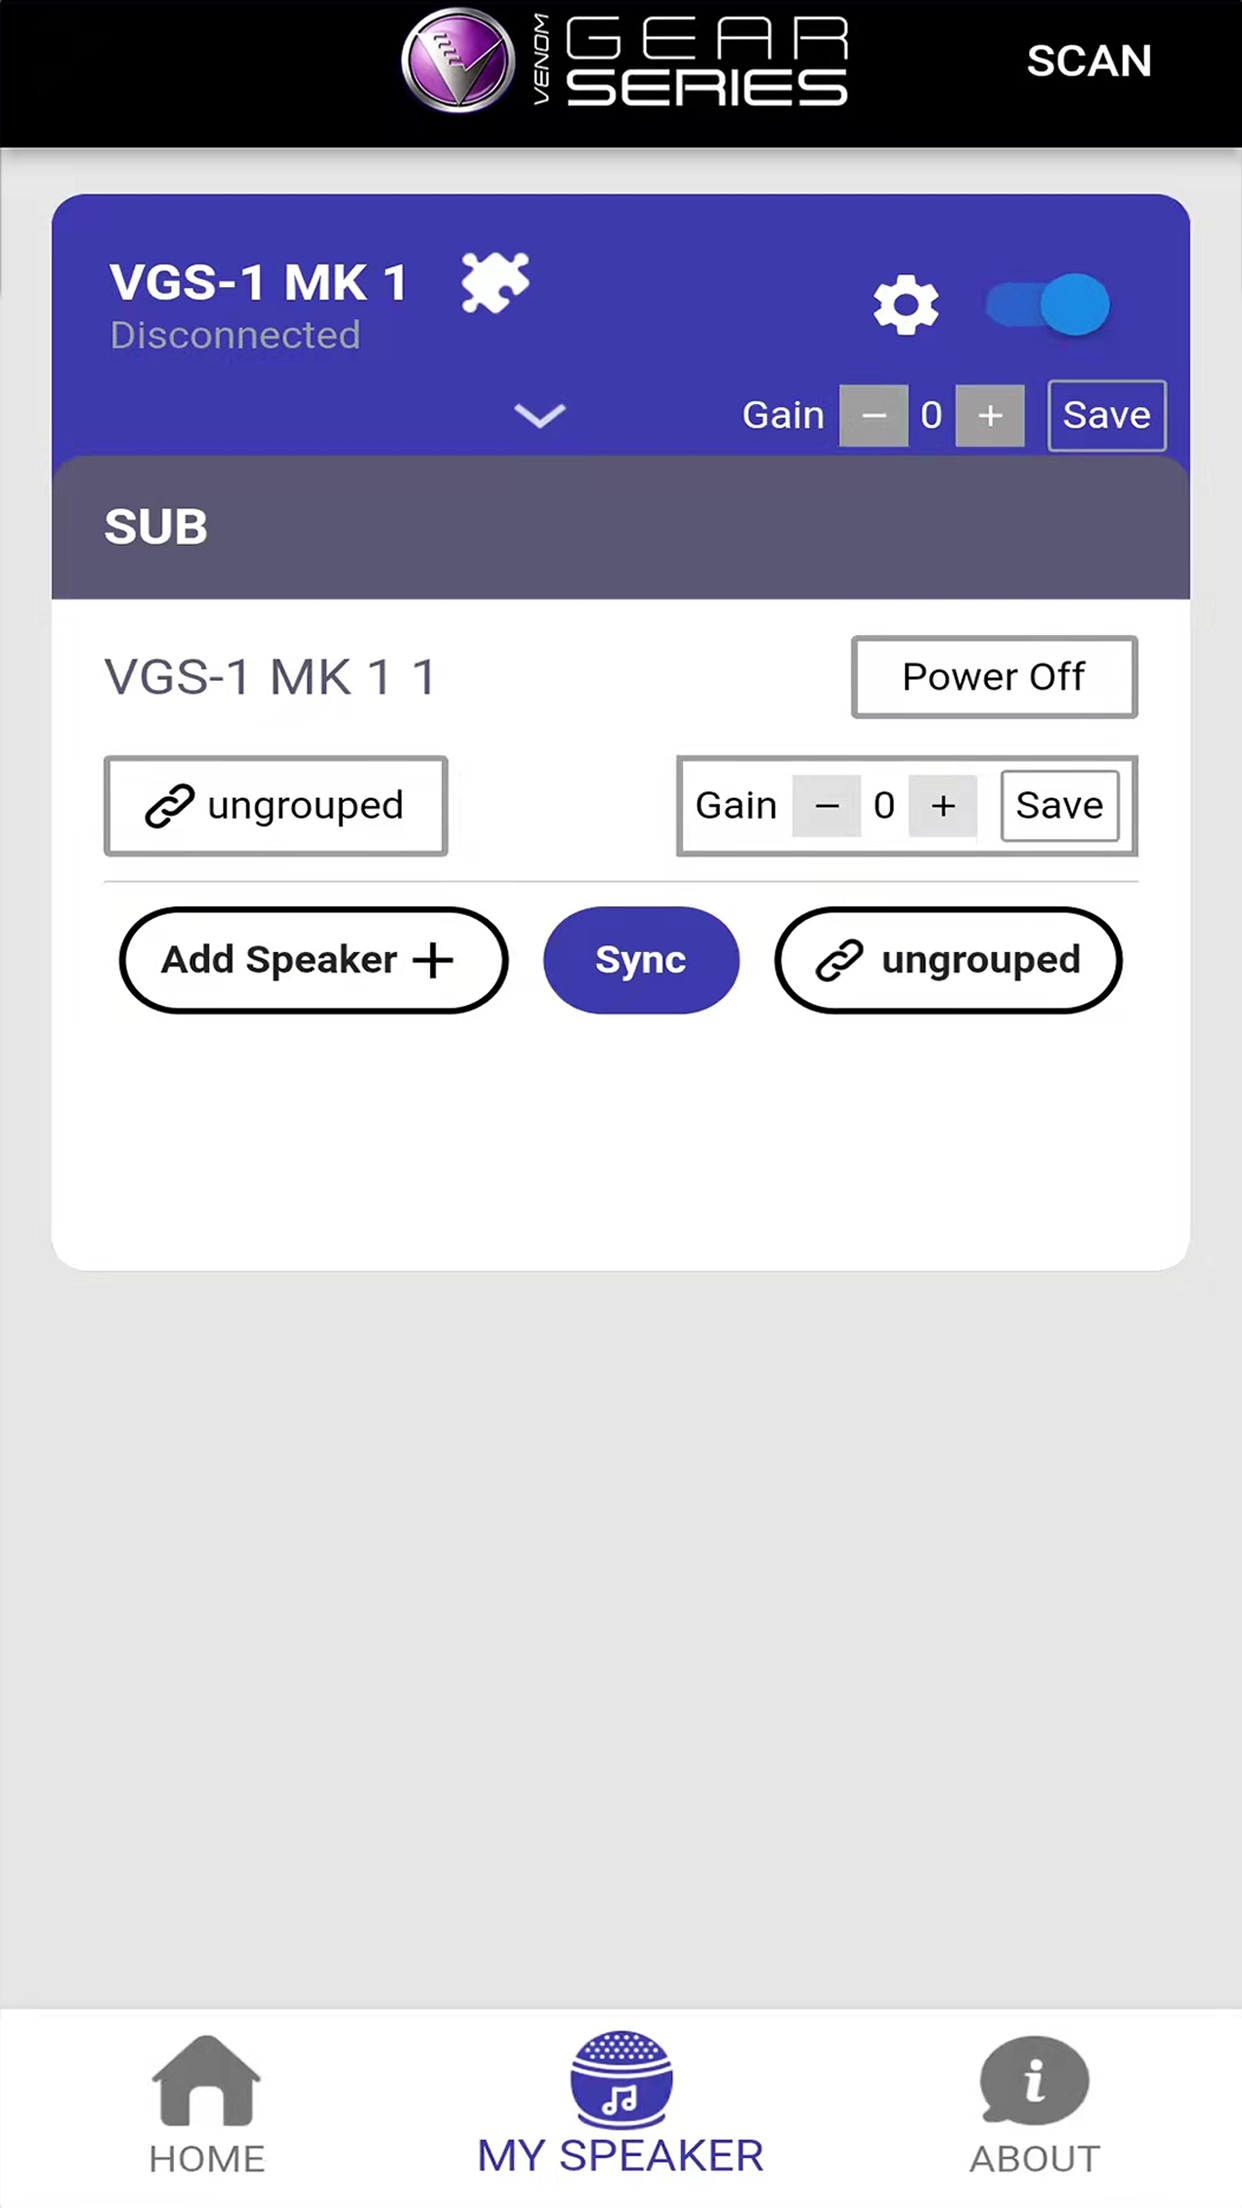 VENOM
GEAR
SERIES
SCAN
VGS-1 MK 1
Disconnected
Gain − 0 + Save
SUB
VGS-1 MK 1 1
Power Off
ungrouped
Gain − 0 + Save
Add Speaker +
Sync
ungrouped
HOME
MY SPEAKER
ABOUT